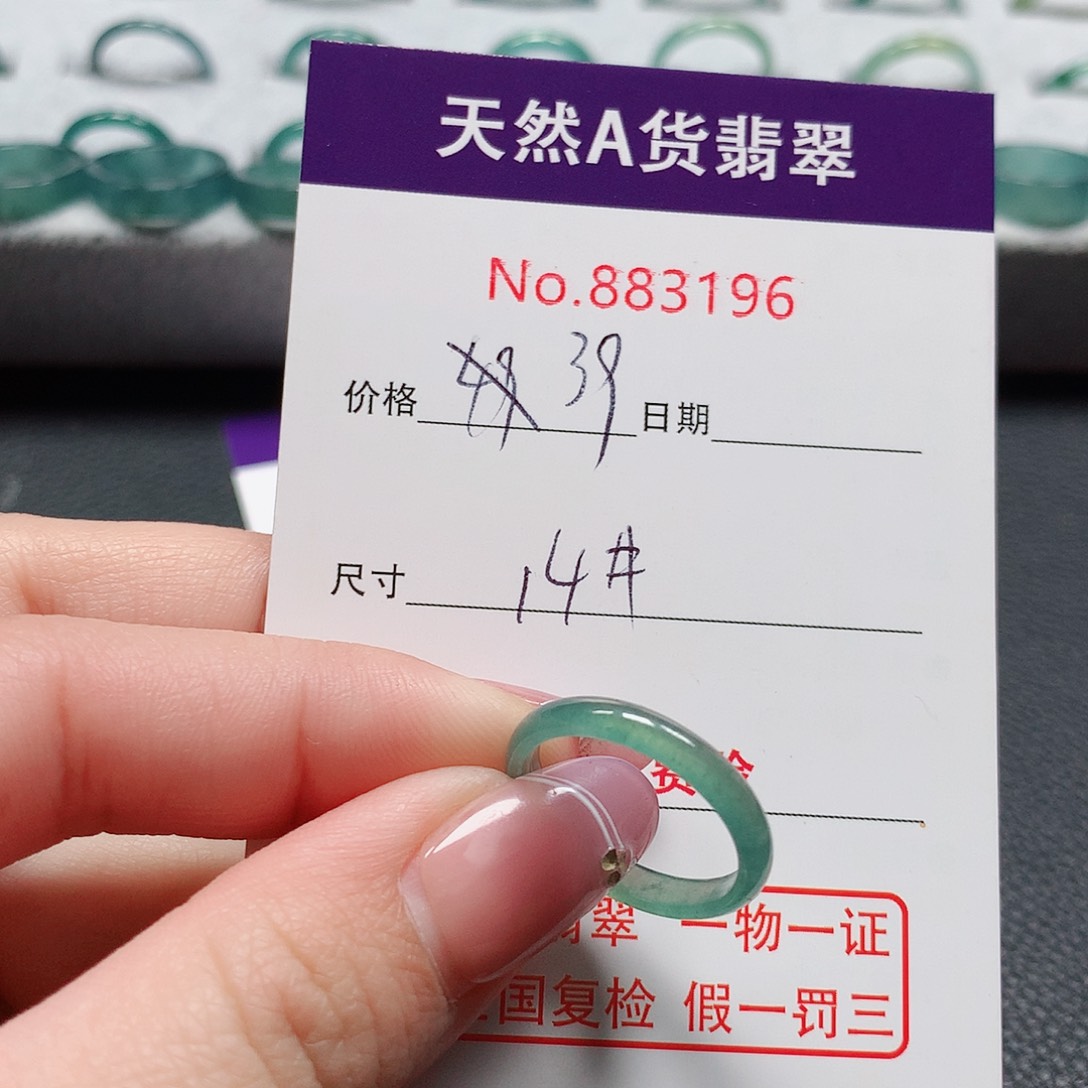 天然A货翡翠
No.883196
价格 39 日期
尺寸 14#
翠 一物一证
国复检 假一罚三